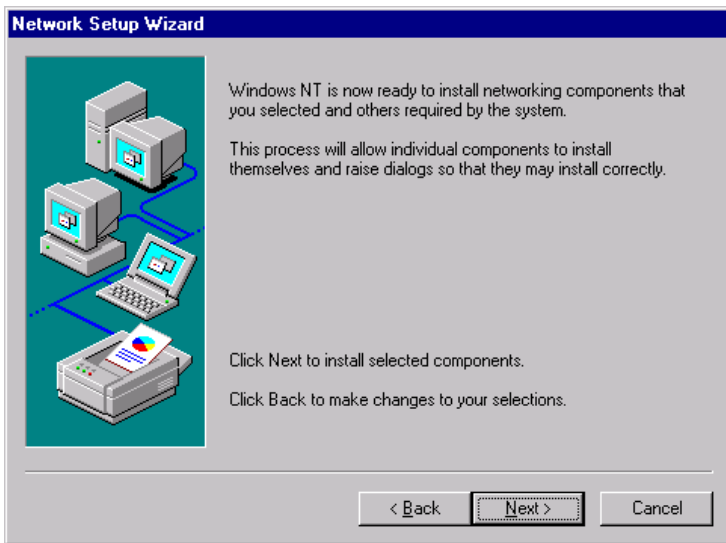 Network Setup Wizard
Windows NT is now ready to install networking components that
you selected and others required by the system.
This process will allow individual components to install
themselves and raise dialogs so that they may install correctly.
Click Next to install selected components.
Click Back to make changes to your selections.
< Back
Next >
Cancel